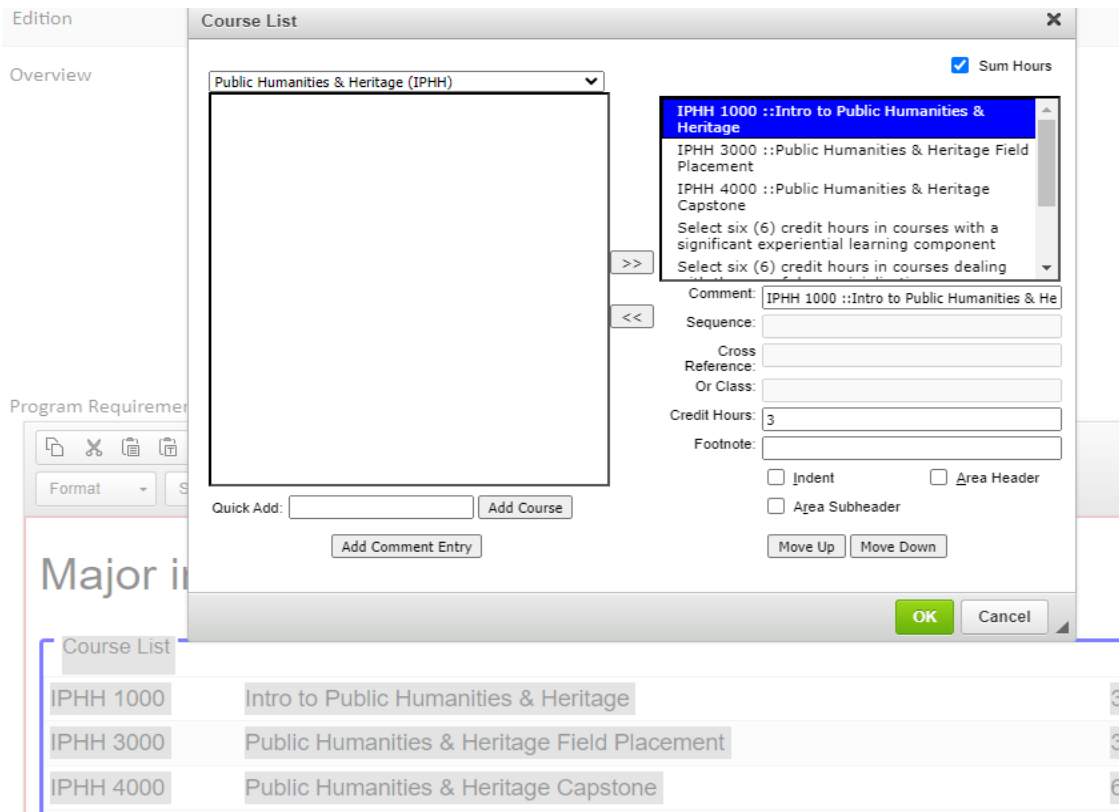 Edition
Course List
Overview
Sum Hours
Public Humanities & Heritage (IPHH)
IPHH 1000 ::Intro to Public Humanities &
Heritage
IPHH 3000 ::Public Humanities & Heritage Field
Placement
IPHH 4000 ::Public Humanities & Heritage
Capstone
Select six (6) credit hours in courses with a
significant experiential learning component
Select six (6) credit hours in courses dealing
>>
<<
Comment: IPHH 1000 ::Intro to Public Humanities & He
Sequence:
Cross
Reference:
Or Class:
Credit Hours: 3
Footnote:
Indent
Area Header
Area Subheader
Move Up
Move Down
Quick Add:
Add Course
Add Comment Entry
Program Requiremen
Format
S
OK
Cancel
Major i
Course List
IPHH 1000 Intro to Public Humanities & Heritage 3
IPHH 3000 Public Humanities & Heritage Field Placement 3
IPHH 4000 Public Humanities & Heritage Capstone 6